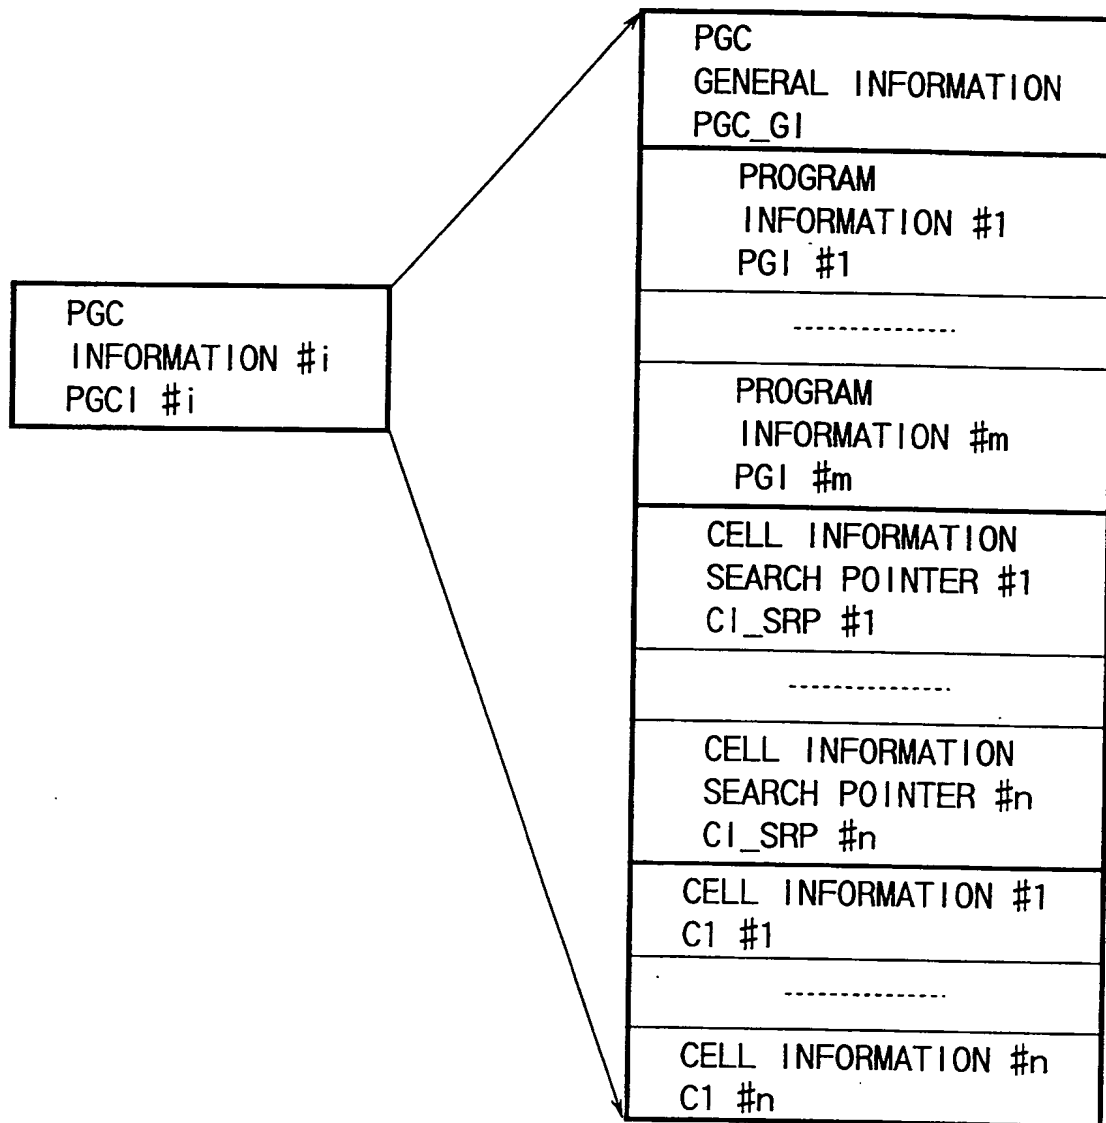 PGC
INFORMATION #i
PGCI #i
PGC
GENERAL INFORMATION
PGC_GI
PROGRAM
INFORMATION #1
PGI #1
---------------
PROGRAM
INFORMATION #m
PGI #m
CELL INFORMATION
SEARCH POINTER #1
CI_SRP #1
---------------
CELL INFORMATION
SEARCH POINTER #n
CI_SRP #n
CELL INFORMATION #1
C1 #1
---------------
CELL INFORMATION #n
C1 #n